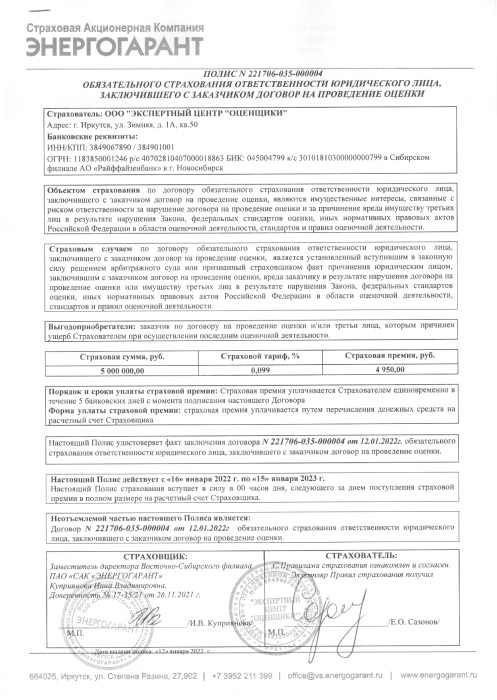 Страховая Акционерная Компания
ЭНЕРГОГАРАНТ
ПОЛИС N 221706-035-000004
ОБЯЗАТЕЛЬНОГО СТРАХОВАНИЯ ОТВЕТСТВЕННОСТИ ЮРИДИЧЕСКОГО ЛИЦА,
ЗАКЛЮЧИВШЕГО С ЗАКАЗЧИКОМ ДОГОВОР НА ПРОВЕДЕНИЕ ОЦЕНКИ
Страхователь: ООО "ЭКСПЕРТНЫЙ ЦЕНТР "ОЦЕНЩИКИ"
Адрес: г. Иркутск, ул. Зимняя, д. 1А, кв.50
Банковские реквизиты:
ИНН/КПП: 3849067890 / 384901001
ОГРН: 1183850001246 р/с 40702810407000018863 БИК: 045004799 к/с 30101810300000000799 в Сибирском
филиале АО «Райффайзенбанк» в г. Новосибирск
Объектом страхования по договору обязательного страхования ответственности юридического лица,
заключившего с заказчиком договор на проведение оценки, являются имущественные интересы, связанные с
риском ответственности за нарушение договора на проведение оценки и за причинение вреда имуществу третьих
лиц в результате нарушения Закона, федеральных стандартов оценки, иных нормативных правовых актов
Российской Федерации в области оценочной деятельности, стандартов и правил оценочной деятельности.
Страховым случаем по договору обязательного страхования ответственности юридического лица,
заключившего с заказчиком договор на проведение оценки, является установленный вступившим в законную
силу решением арбитражного суда или признанный страховщиком факт причинения юридическим лицом,
заключившим с заказчиком договор на проведение оценки, вреда заказчику в результате нарушения договора на
проведение оценки или имуществу третьих лиц в результате нарушения Закона, федеральных стандартов
оценки, иных нормативных правовых актов Российской Федерации в области оценочной деятельности,
стандартов и правил оценочной деятельности.
Выгодоприобретатели: заказчик по договору на проведение оценки и/или третьи лица, которым причинен
ущерб Страхователем при осуществлении последним оценочной деятельности.
Страховая сумма, руб. Страховой тариф, % Страховая премия, руб.
5 000 000,00 0,099 4 950,00
Порядок и сроки уплаты страховой премии: Страховая премия уплачивается Страхователем единовременно в
течение 5 банковских дней с момента подписания настоящего Договора
Форма уплаты страховой премии: страховая премия уплачивается путем перечисления денежных средств на
расчетный счет Страховщика
Настоящий Полис удостоверяет факт заключения договора N 221706-035-000004 от 12.01.2022г. обязательного
страхования ответственности юридического лица, заключившего с заказчиком договор на проведение оценки.
Настоящий Полис действует с «16» января 2022 г. по «15» января 2023 г.
Настоящий Полис страхования вступает в силу в 00 часов дня, следующего за днем поступления страховой
премии в полном размере на расчетный счет Страховщика.
Неотъемлемой частью настоящего Полиса является:
Договор N 221706-035-000004 от 12.01.2022г обязательного страхования ответственности юридического
лица, заключившего с заказчиком договор на проведение оценки.
СТРАХОВЩИК:
Заместитель директора Восточно-Сибирского филиала
ПАО «САК «ЭНЕРГОГАРАНТ»
Куприянова Нина Владимировна,
Доверенность № 17-15/21 от 26.11.2021 г.
/Н.В. Куприянова/
М.П.
Дата выдачи полиса: «12» января 2022 г.
СТРАХОВАТЕЛЬ:
С Правилами страхования ознакомлен и согласен.
Экземпляр Правил страхования получил
/Е.О. Сазонов/
М.П.
ЭНЕРГОГАРАНТ
"ЭКСПЕРТНЫЙ
ЦЕНТР
"ОЦЕНЩИКИ"
664025, Иркутск, ул. Степана Разина, 27,902 | +7 3952 211 399 | office@vs.energogarant.ru | vs.energogarant.ru